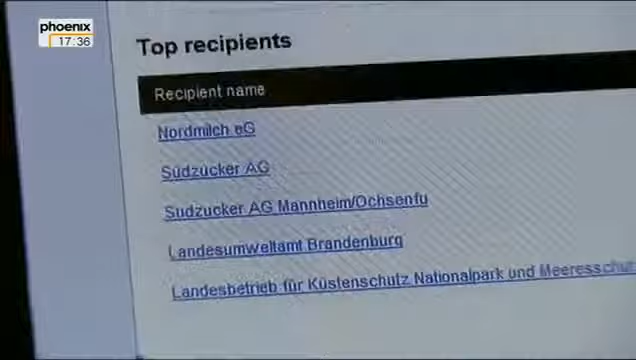 phoenix
17:36
Top recipients
Recipient name
Nordmilch eG
Südzucker AG
Südzucker AG Mannheim/Ochsenfu
Landesumweltamt Brandenburg
Landesbetrieb für Küstenschutz Nationalpark und Meeresschut